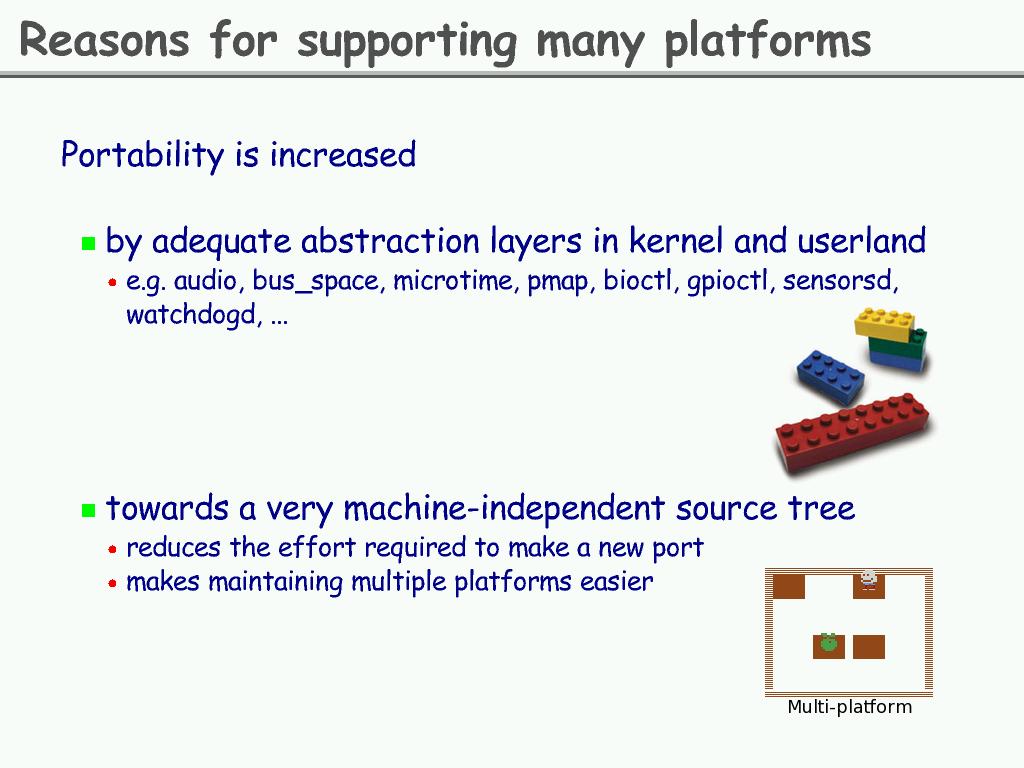 Reasons for supporting many platforms
Portability is increased
by adequate abstraction layers in kernel and userland
e.g. audio, bus_space, microtime, pmap, bioctl, gpioctl, sensorsd,
watchdogd, ...
towards a very machine-independent source tree
reduces the effort required to make a new port
makes maintaining multiple platforms easier
Multi-platform